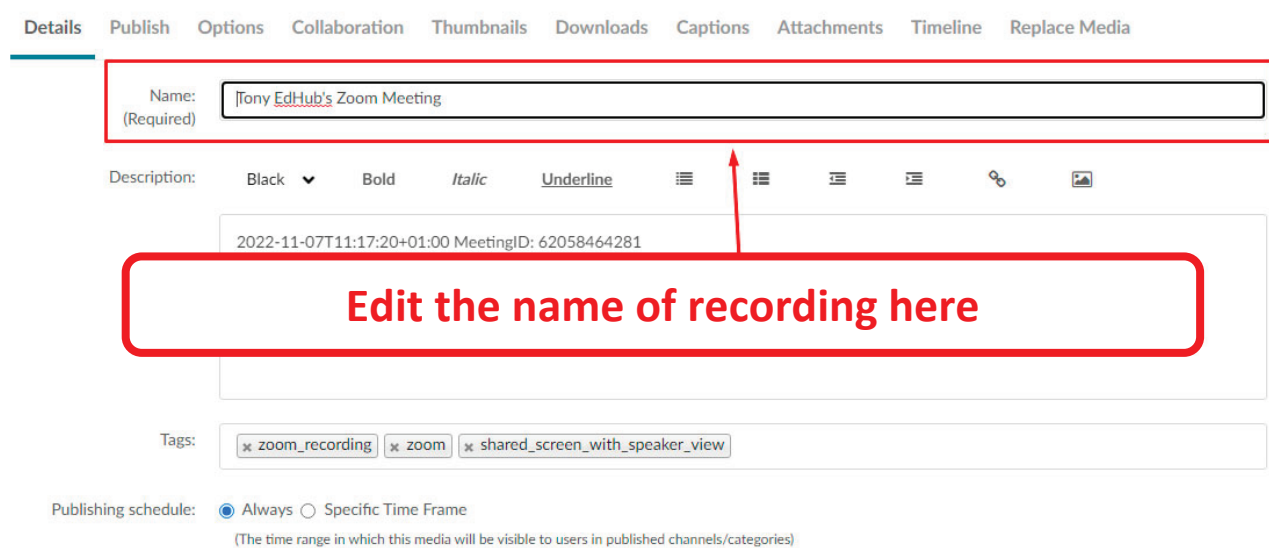 Details Publish Options Collaboration Thumbnails Downloads Captions Attachments Timeline Replace Media
Name: Tony EdHub's Zoom Meeting
(Required)
Description: Black Bold Italic Underline
2022-11-07T11:17:20+01:00 MeetingID: 62058464281
Edit the name of recording here
Tags: x zoom_recording x zoom x shared_screen_with_speaker_view
Publishing schedule: Always Specific Time Frame
(The time range in which this media will be visible to users in published channels/categories)